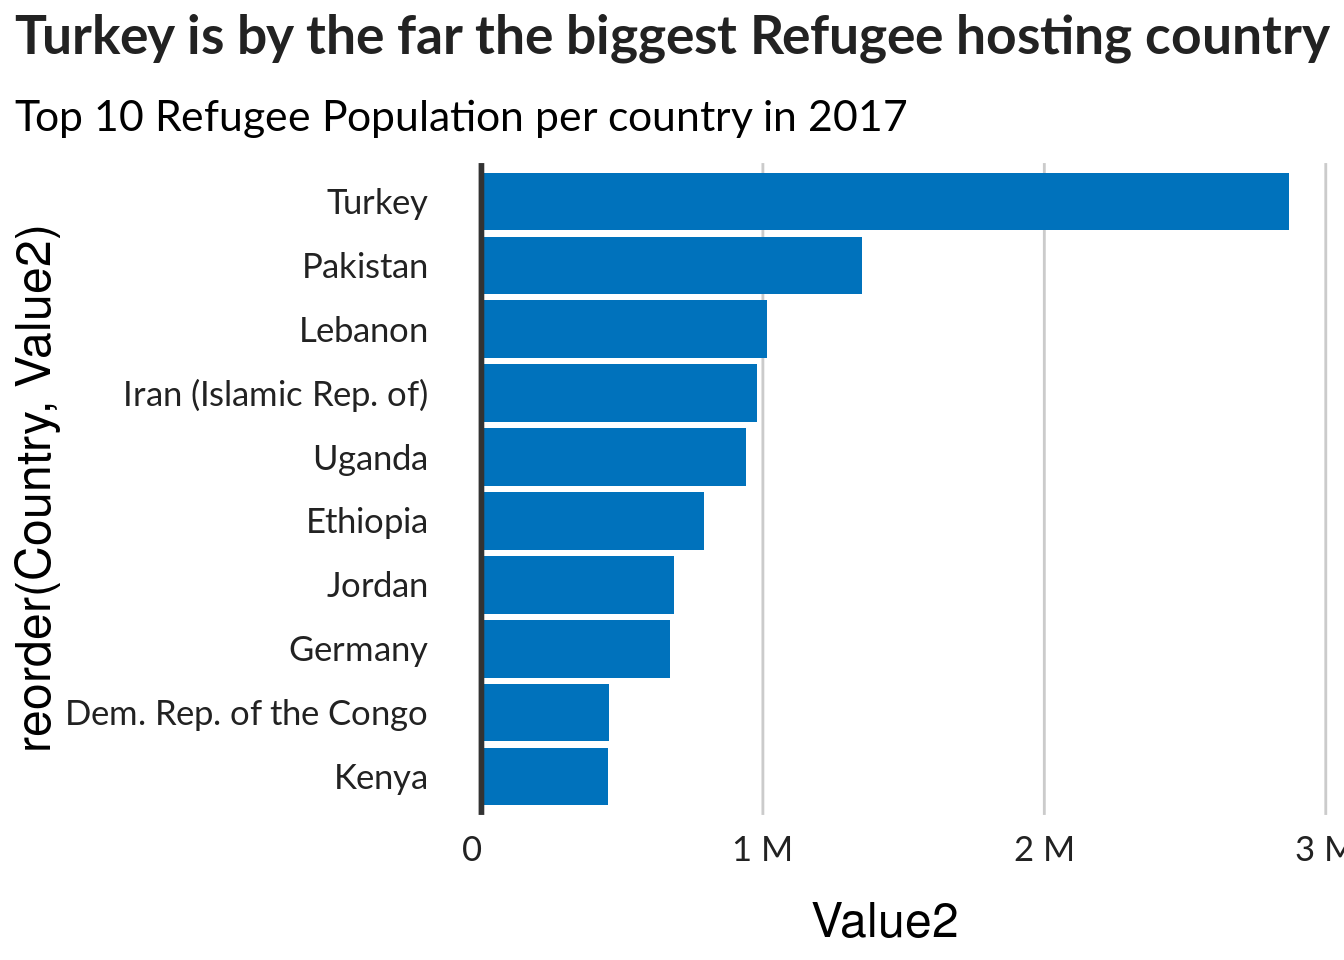 Turkey is by the far the biggest Refugee hosting country
Top 10 Refugee Population per country in 2017
reorder(Country, Value2)
Turkey
Pakistan
Lebanon
Iran (Islamic Rep. of)
Uganda
Ethiopia
Jordan
Germany
Dem. Rep. of the Congo
Kenya
0 1 M 2 M 3 M
Value2